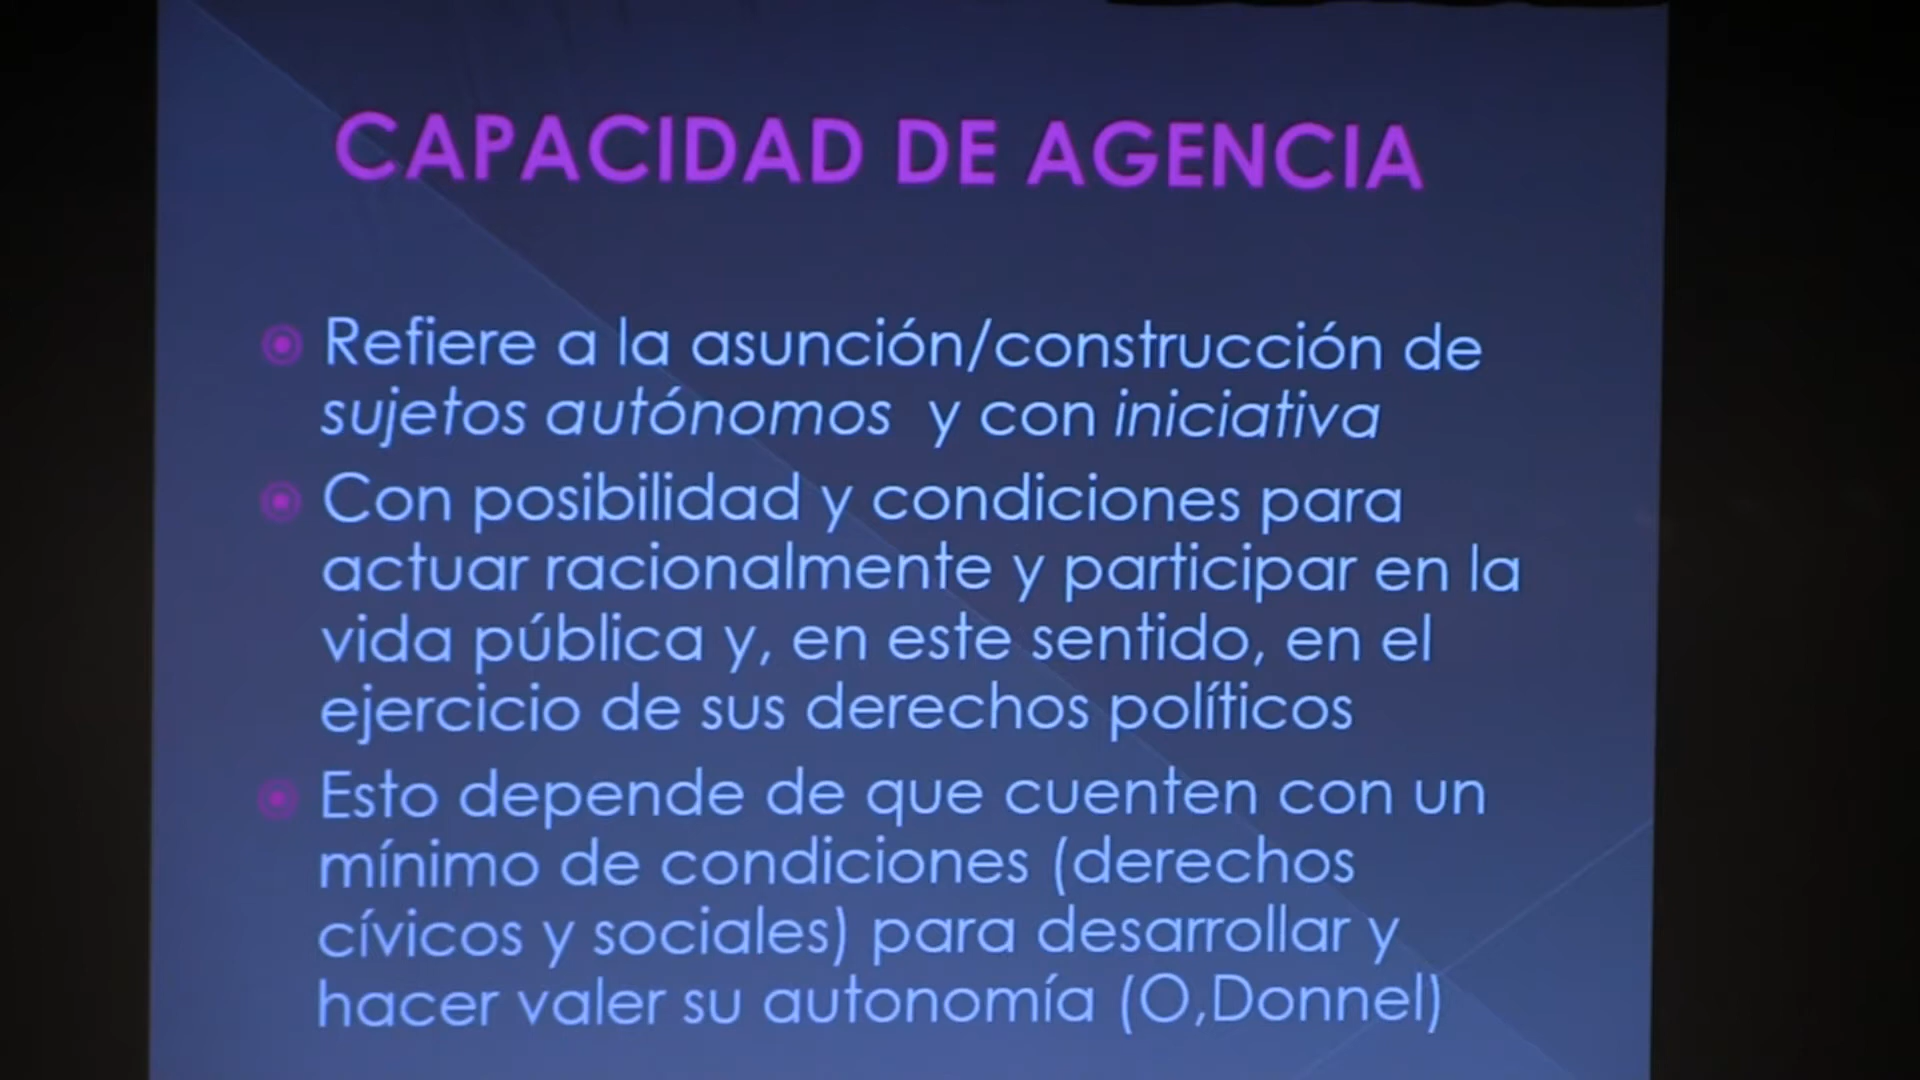 CAPACIDAD DE AGENCIA
Refiere a la asunción/construcción de
sujetos autónomos y con iniciativa
Con posibilidad y condiciones para
actuar racionalmente y participar en la
vida pública y, en este sentido, en el
ejercicio de sus derechos políticos
Esto depende de que cuenten con un
mínimo de condiciones (derechos
cívicos y sociales) para desarrollar y
hacer valer su autonomía (O,Donnel)